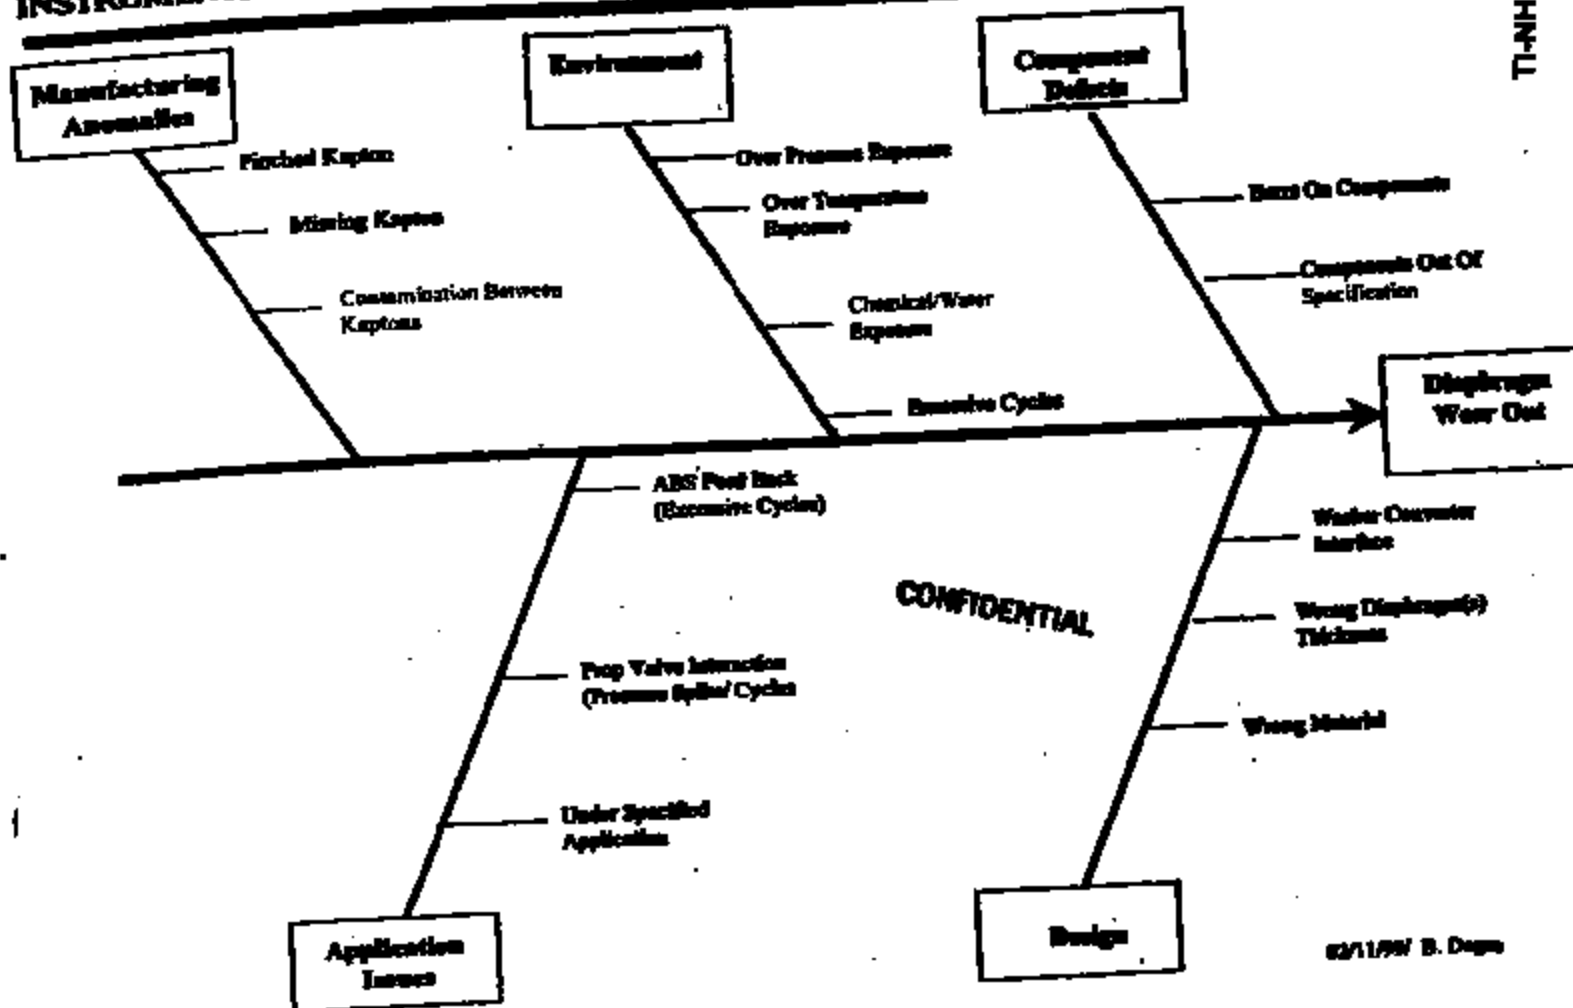 TI-NH
Manufacturing
Anomalies
Environment
Component
Defects
Pinched Kapton
Missing Kapton
Contamination Between
Kaptons
Over Pressure Exposure
Over Temperature
Exposure
Chemical/Water
Exposure
Excessive Cycles
Burrs On Components
Components Out Of
Specification
Diaphragm
Wear Out
ABS Feed Back
(Excessive Cycles)
Prop Valve Interaction
(Pressure Spike/ Cycles
Under Specified
Application
Washer Converter
Interface
Wrong Diaphragm(s)
Thickness
Wrong Material
CONFIDENTIAL
Application
Issues
Design
B.